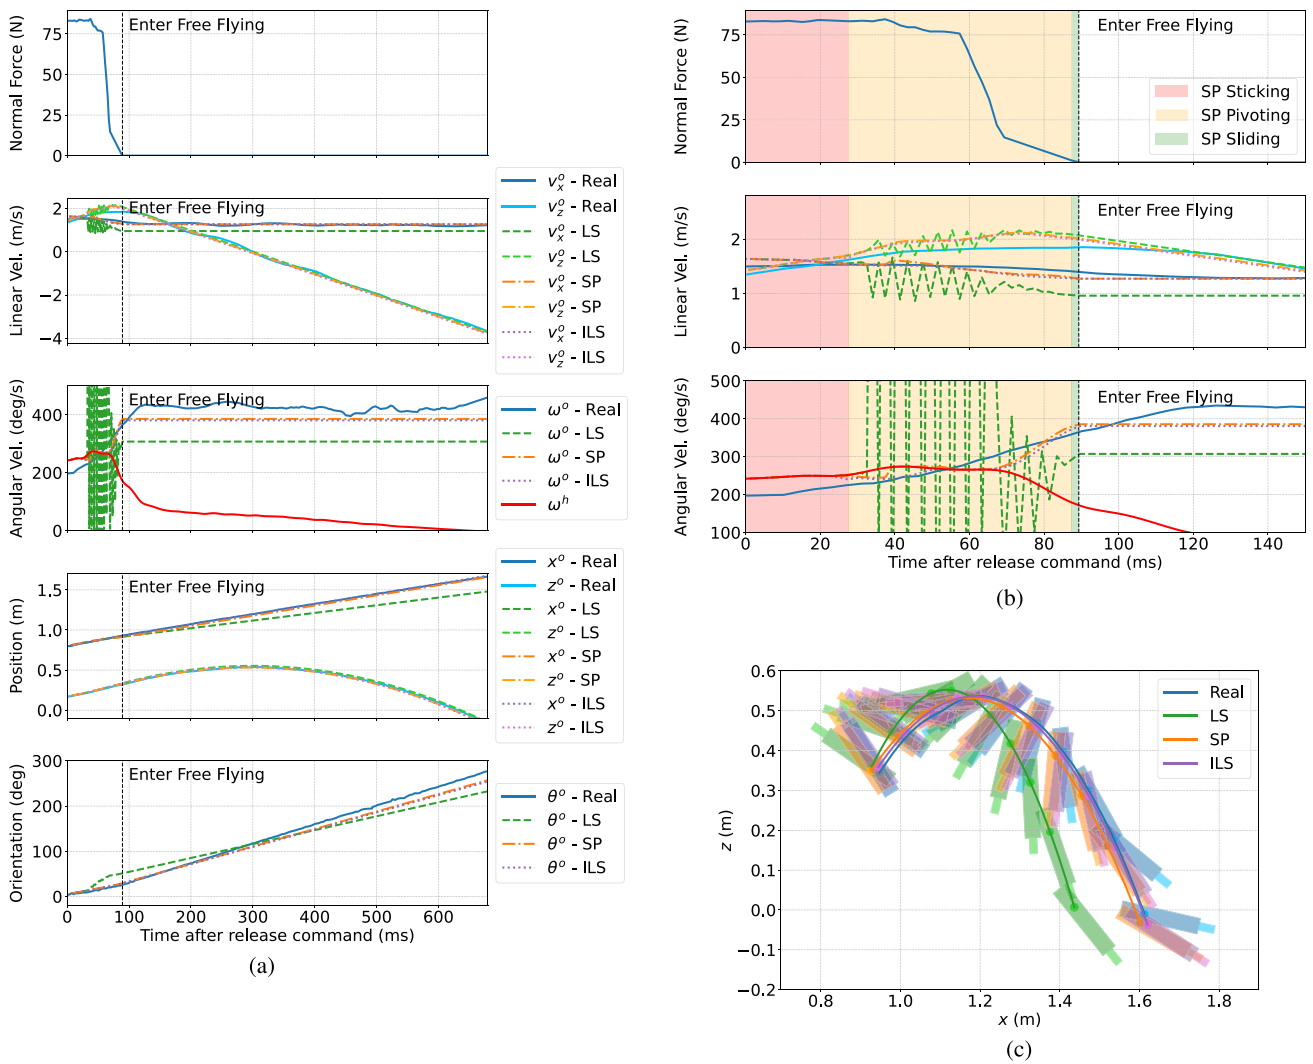 Normal Force (N)
75
50
25
0
Enter Free Flying
Linear Vel. (m/s)
2
0
−2
−4
Enter Free Flying
v_x^o - Real
v_z^o - Real
v_x^o - LS
v_z^o - LS
v_x^o - SP
v_z^o - SP
v_x^o - ILS
v_z^o - ILS
Angular Vel. (deg/s)
400
200
0
Enter Free Flying
ω^o - Real
ω^o - LS
ω^o - SP
ω^o - ILS
ω^h
Position (m)
1.5
1.0
0.5
0.0
Enter Free Flying
x^o - Real
z^o - Real
x^o - LS
z^o - LS
x^o - SP
z^o - SP
x^o - ILS
z^o - ILS
Orientation (deg)
300
200
100
0
Enter Free Flying
θ^o - Real
θ^o - LS
θ^o - SP
θ^o - ILS
0 100 200 300 400 500 600
Time after release command (ms)
(a)
Normal Force (N)
75
50
25
0
Enter Free Flying
SP Sticking
SP Pivoting
SP Sliding
Linear Vel. (m/s)
2
1
0
Enter Free Flying
Angular Vel. (deg/s)
500
400
300
200
100
Enter Free Flying
0 20 40 60 80 100 120 140
Time after release command (ms)
(b)
z (m)
0.6
0.5
0.4
0.3
0.2
0.1
0.0
−0.1
−0.2
Real
LS
SP
ILS
0.8 1.0 1.2 1.4 1.6 1.8
x (m)
(c)